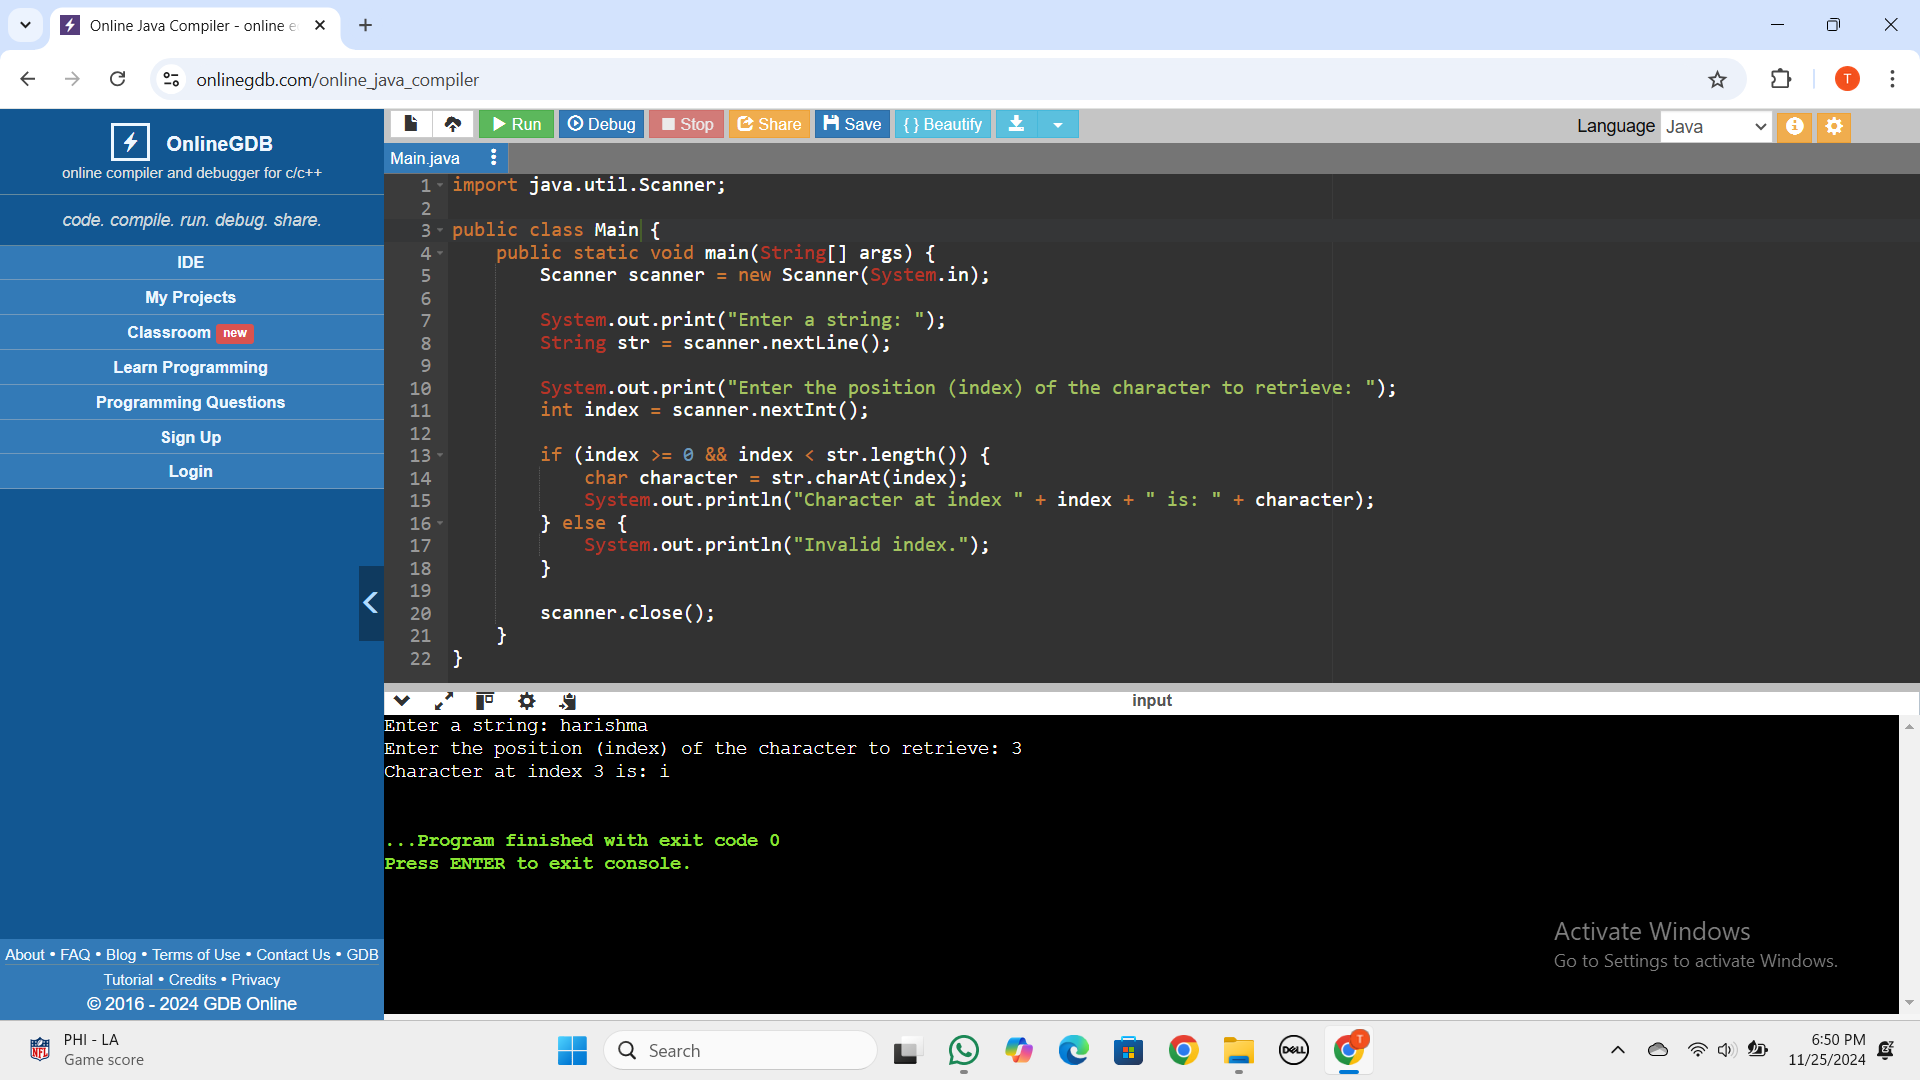 Online Java Compiler - online e
onlinegdb.com/online_java_compiler
T
OnlineGDB
online compiler and debugger for c/c++
code. compile. run. debug. share.
IDE
My Projects
Classroom new
Learn Programming
Programming Questions
Sign Up
Login
About • FAQ • Blog • Terms of Use • Contact Us • GDB
Tutorial • Credits • Privacy
© 2016 - 2024 GDB Online
Run Debug Stop Share Save { } Beautify
Language Java
Main.java
1 import java.util.Scanner;
2
3 public class Main {
4 public static void main(String[] args) {
5 Scanner scanner = new Scanner(System.in);
6
7 System.out.print("Enter a string: ");
8 String str = scanner.nextLine();
9
10 System.out.print("Enter the position (index) of the character to retrieve: ");
11 int index = scanner.nextInt();
12
13 if (index >= 0 && index < str.length()) {
14 char character = str.charAt(index);
15 System.out.println("Character at index " + index + " is: " + character);
16 } else {
17 System.out.println("Invalid index.");
18 }
19
20 scanner.close();
21 }
22 }
input
Enter a string: harishma
Enter the position (index) of the character to retrieve: 3
Character at index 3 is: i
...Program finished with exit code 0
Press ENTER to exit console.
Activate Windows
Go to Settings to activate Windows.
NFL
PHI - LA
Game score
Search
DELL
T
6:50 PM
11/25/2024